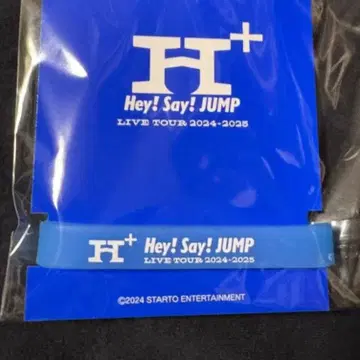 H+
Hey! Say! JUMP
LIVE TOUR 2024-2025
H+ Hey! Say! JUMP
LIVE TOUR 2024-2025
©2024 STARTO ENTERTAINMENT